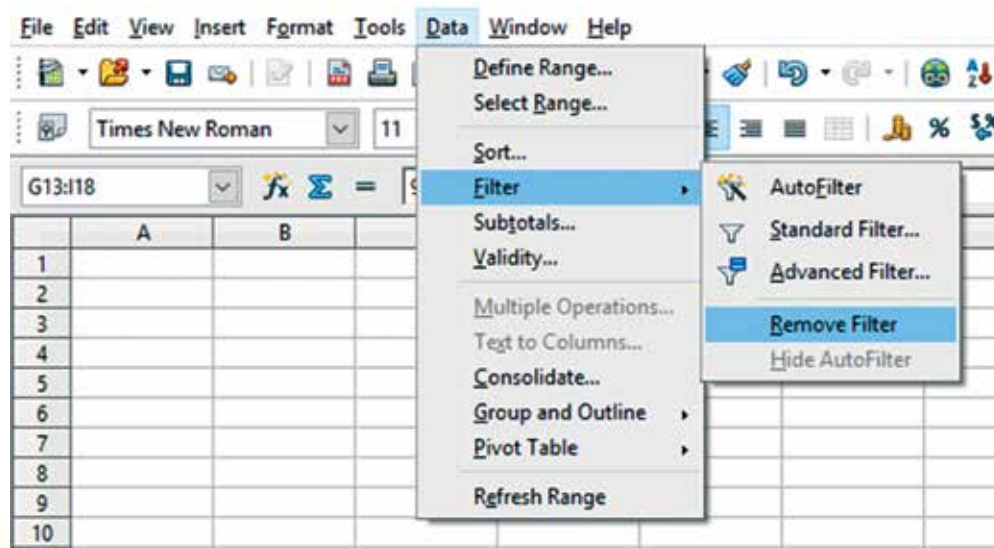 File Edit View Insert Format Tools Data Window Help
Times New Roman 11
%
G13:I18 fx Σ =
A B
1
2
3
4
5
6
7
8
9
10
Define Range...
Select Range...
Sort...
Filter
Subtotals...
Validity...
Multiple Operations...
Text to Columns...
Consolidate...
Group and Outline
Pivot Table
Refresh Range
AutoFilter
Standard Filter...
Advanced Filter...
Remove Filter
Hide AutoFilter